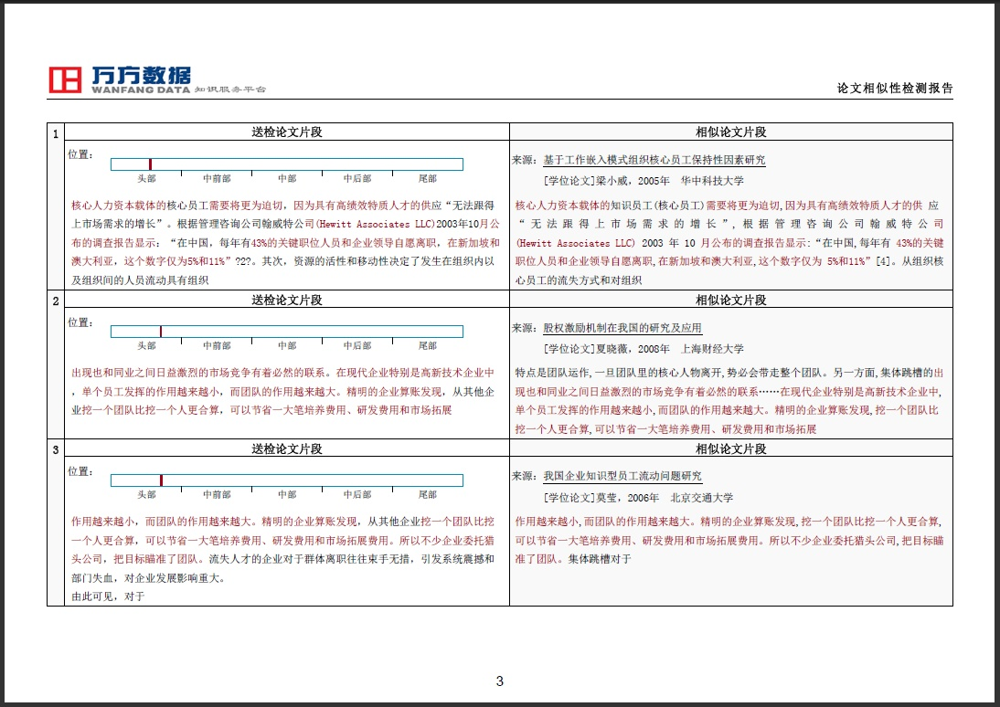 万方数据
WANFANG DATA 知识服务平台
论文相似性检测报告
1
送检论文片段
相似论文片段
位置：
头部 中前部 中部 中后部 尾部
核心人力资本载体的核心员工需要将更为迫切，因为具有高绩效特质人才的供应“无法跟得
上市场需求的增长”。根据管理咨询公司翰威特公司(Hewitt Associates LLC)2003年10月公
布的调查报告显示：“在中国，每年有43%的关键职位人员和企业领导自愿离职，在新加坡和
澳大利亚，这个数字仅为5%和11%”?2?。其次，资源的活性和移动性决定了发生在组织内以
及组织间的人员流动具有组织
来源：基于工作嵌入模式组织核心员工保持性因素研究
[学位论文]梁小威，2005年 华中科技大学
核心人力资本载体的知识员工(核心员工)需要将更为迫切,因为具有高绩效特质人才的供 应
“ 无 法 跟 得 上 市 场 需 求 的 增 长 ”, 根 据 管 理 咨 询 公 司 翰 威 特 公 司
(Hewitt Associates LLC) 2003 年 10 月公布的调查报告显示:“在中国,每年有 43%的关键
职位人员和企业领导自愿离职,在新加坡和澳大利亚,这个数字仅为 5%和11%”[4]。从组织核
心员工的流失方式和对组织
2
送检论文片段
相似论文片段
位置：
头部 中前部 中部 中后部 尾部
出现也和同业之间日益激烈的市场竞争有着必然的联系。在现代企业特别是高新技术企业中
，单个员工发挥的作用越来越小，而团队的作用越来越大。精明的企业算账发现，从其他企
业挖一个团队比挖一个人更合算，可以节省一大笔培养费用、研发费用和市场拓展
来源：股权激励机制在我国的研究及应用
[学位论文]夏晓薇，2008年 上海财经大学
特点是团队运作,一旦团队里的核心人物离开,势必会带走整个团队。另一方面,集体跳槽的出
现也和同业之间日益激烈的市场竞争有着必然的联系……在现代企业特别是高新技术企业中,
单个员工发挥的作用越来越小,而团队的作用越来越大。精明的企业算账发现,挖一个团队比
挖一个人更合算,可以节省一大笔培养费用、研发费用和市场拓展
3
送检论文片段
相似论文片段
位置：
头部 中前部 中部 中后部 尾部
作用越来越小，而团队的作用越来越大。精明的企业算账发现，从其他企业挖一个团队比挖
一个人更合算，可以节省一大笔培养费用、研发费用和市场拓展费用。所以不少企业委托猎
头公司，把目标瞄准了团队。流失人才的企业对于群体离职往往束手无措，引发系统震撼和
部门失血，对企业发展影响重大。
由此可见，对于
来源：我国企业知识型员工流动问题研究
[学位论文]莫莹，2006年 北京交通大学
作用越来越小,而团队的作用越来越大。精明的企业算账发现,挖一个团队比挖一个人更合算,
可以节省一大笔培养费用、研发费用和市场拓展费用。所以不少企业委托猎头公司,把目标瞄
准了团队。集体跳槽对于
3